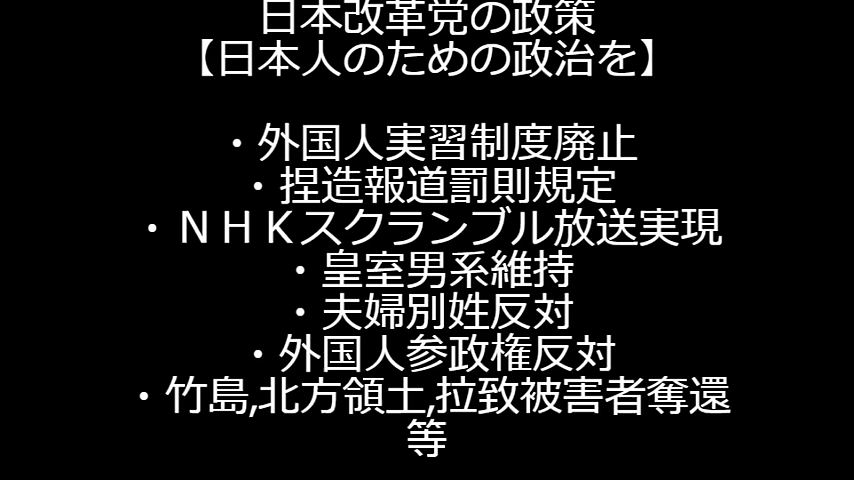 日本改革党の政策
【日本人のための政治を】
・外国人実習制度廃止
・捏造報道罰則規定
・ＮＨＫスクランブル放送実現
・皇室男系維持
・夫婦別姓反対
・外国人参政権反対
・竹島,北方領土,拉致被害者奪還
等